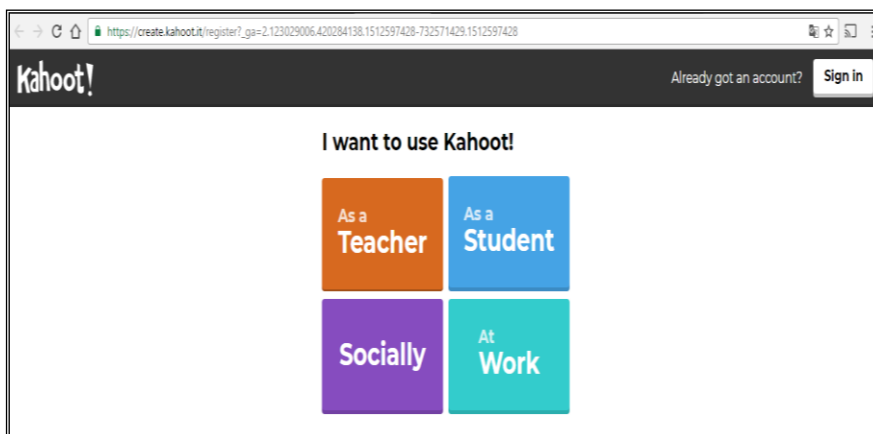 https://create.kahoot.it/register?_ga=2.123029006.420284138.1512597428-732571429.1512597428
Kahoot!
Already got an account? Sign in
I want to use Kahoot!
As a
Teacher
As a
Student
Socially
At
Work